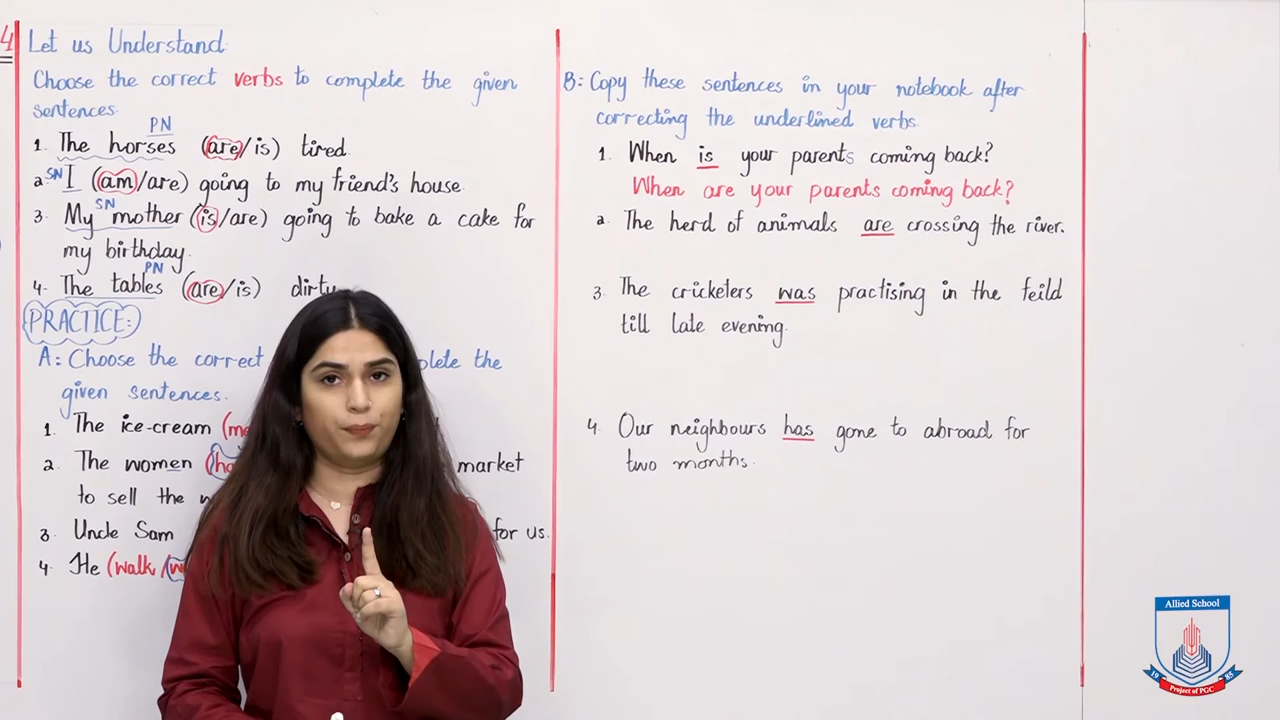 4
Let us Understand.
Choose the correct verbs to complete the given
sentences.
PN
1. The horses (are/is) tired.
SN
2. I (am/are) going to my friend's house.
SN
3. My mother (is/are) going to bake a cake for
my birthday.
PN
4. The tables (are/is) dirty
PRACTICE:
A: Choose the correct the
given sentences.
1. The ice-cream
2. The women market
to sell the
3. Uncle Sam for us.
4. He (walk /
B: Copy these sentences in your notebook after
correcting the underlined verbs.
1. When is your parents coming back?
When are your parents coming back?
2. The herd of animals are crossing the river.
3. The cricketers was practising in the feild
till late evening.
4. Our neighbours has gone to abroad for
two months.
Allied School
19 85
Project of PGC